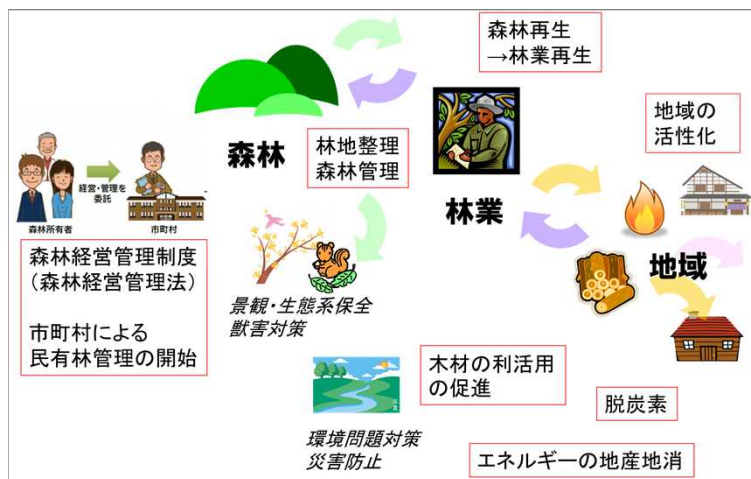 森林再生
→林業再生
森林
林地整理
森林管理
林業
地域の
活性化
経営・管理を
委託
森林所有者
市町村
森林経営管理制度
(森林経営管理法)
市町村による
民有林管理の開始
景観・生態系保全
獣害対策
地域
木材の利活用
の促進
環境問題対策
災害防止
脱炭素
エネルギーの地産地消